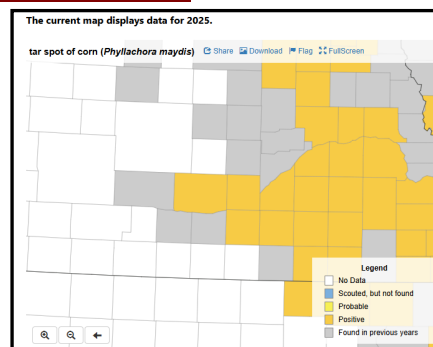 The current map displays data for 2025.
tar spot of corn (Phyllachora maydis) Share Download Flag FullScreen
Legend
No Data
Scouted, but not found
Probable
Positive
Found in previous years